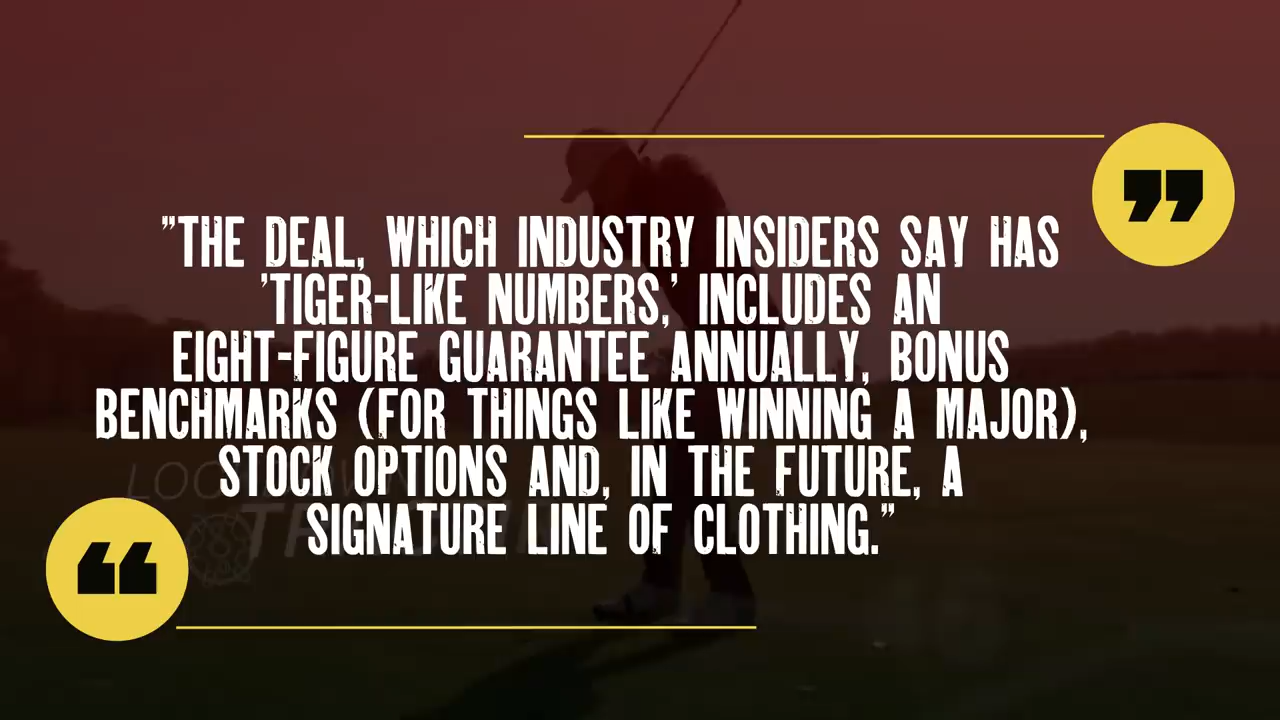 "THE DEAL, WHICH INDUSTRY INSIDERS SAY HAS
'TIGER-LIKE NUMBERS,' INCLUDES AN
EIGHT-FIGURE GUARANTEE ANNUALLY, BONUS
BENCHMARKS (FOR THINGS LIKE WINNING A MAJOR),
STOCK OPTIONS AND, IN THE FUTURE, A
SIGNATURE LINE OF CLOTHING."